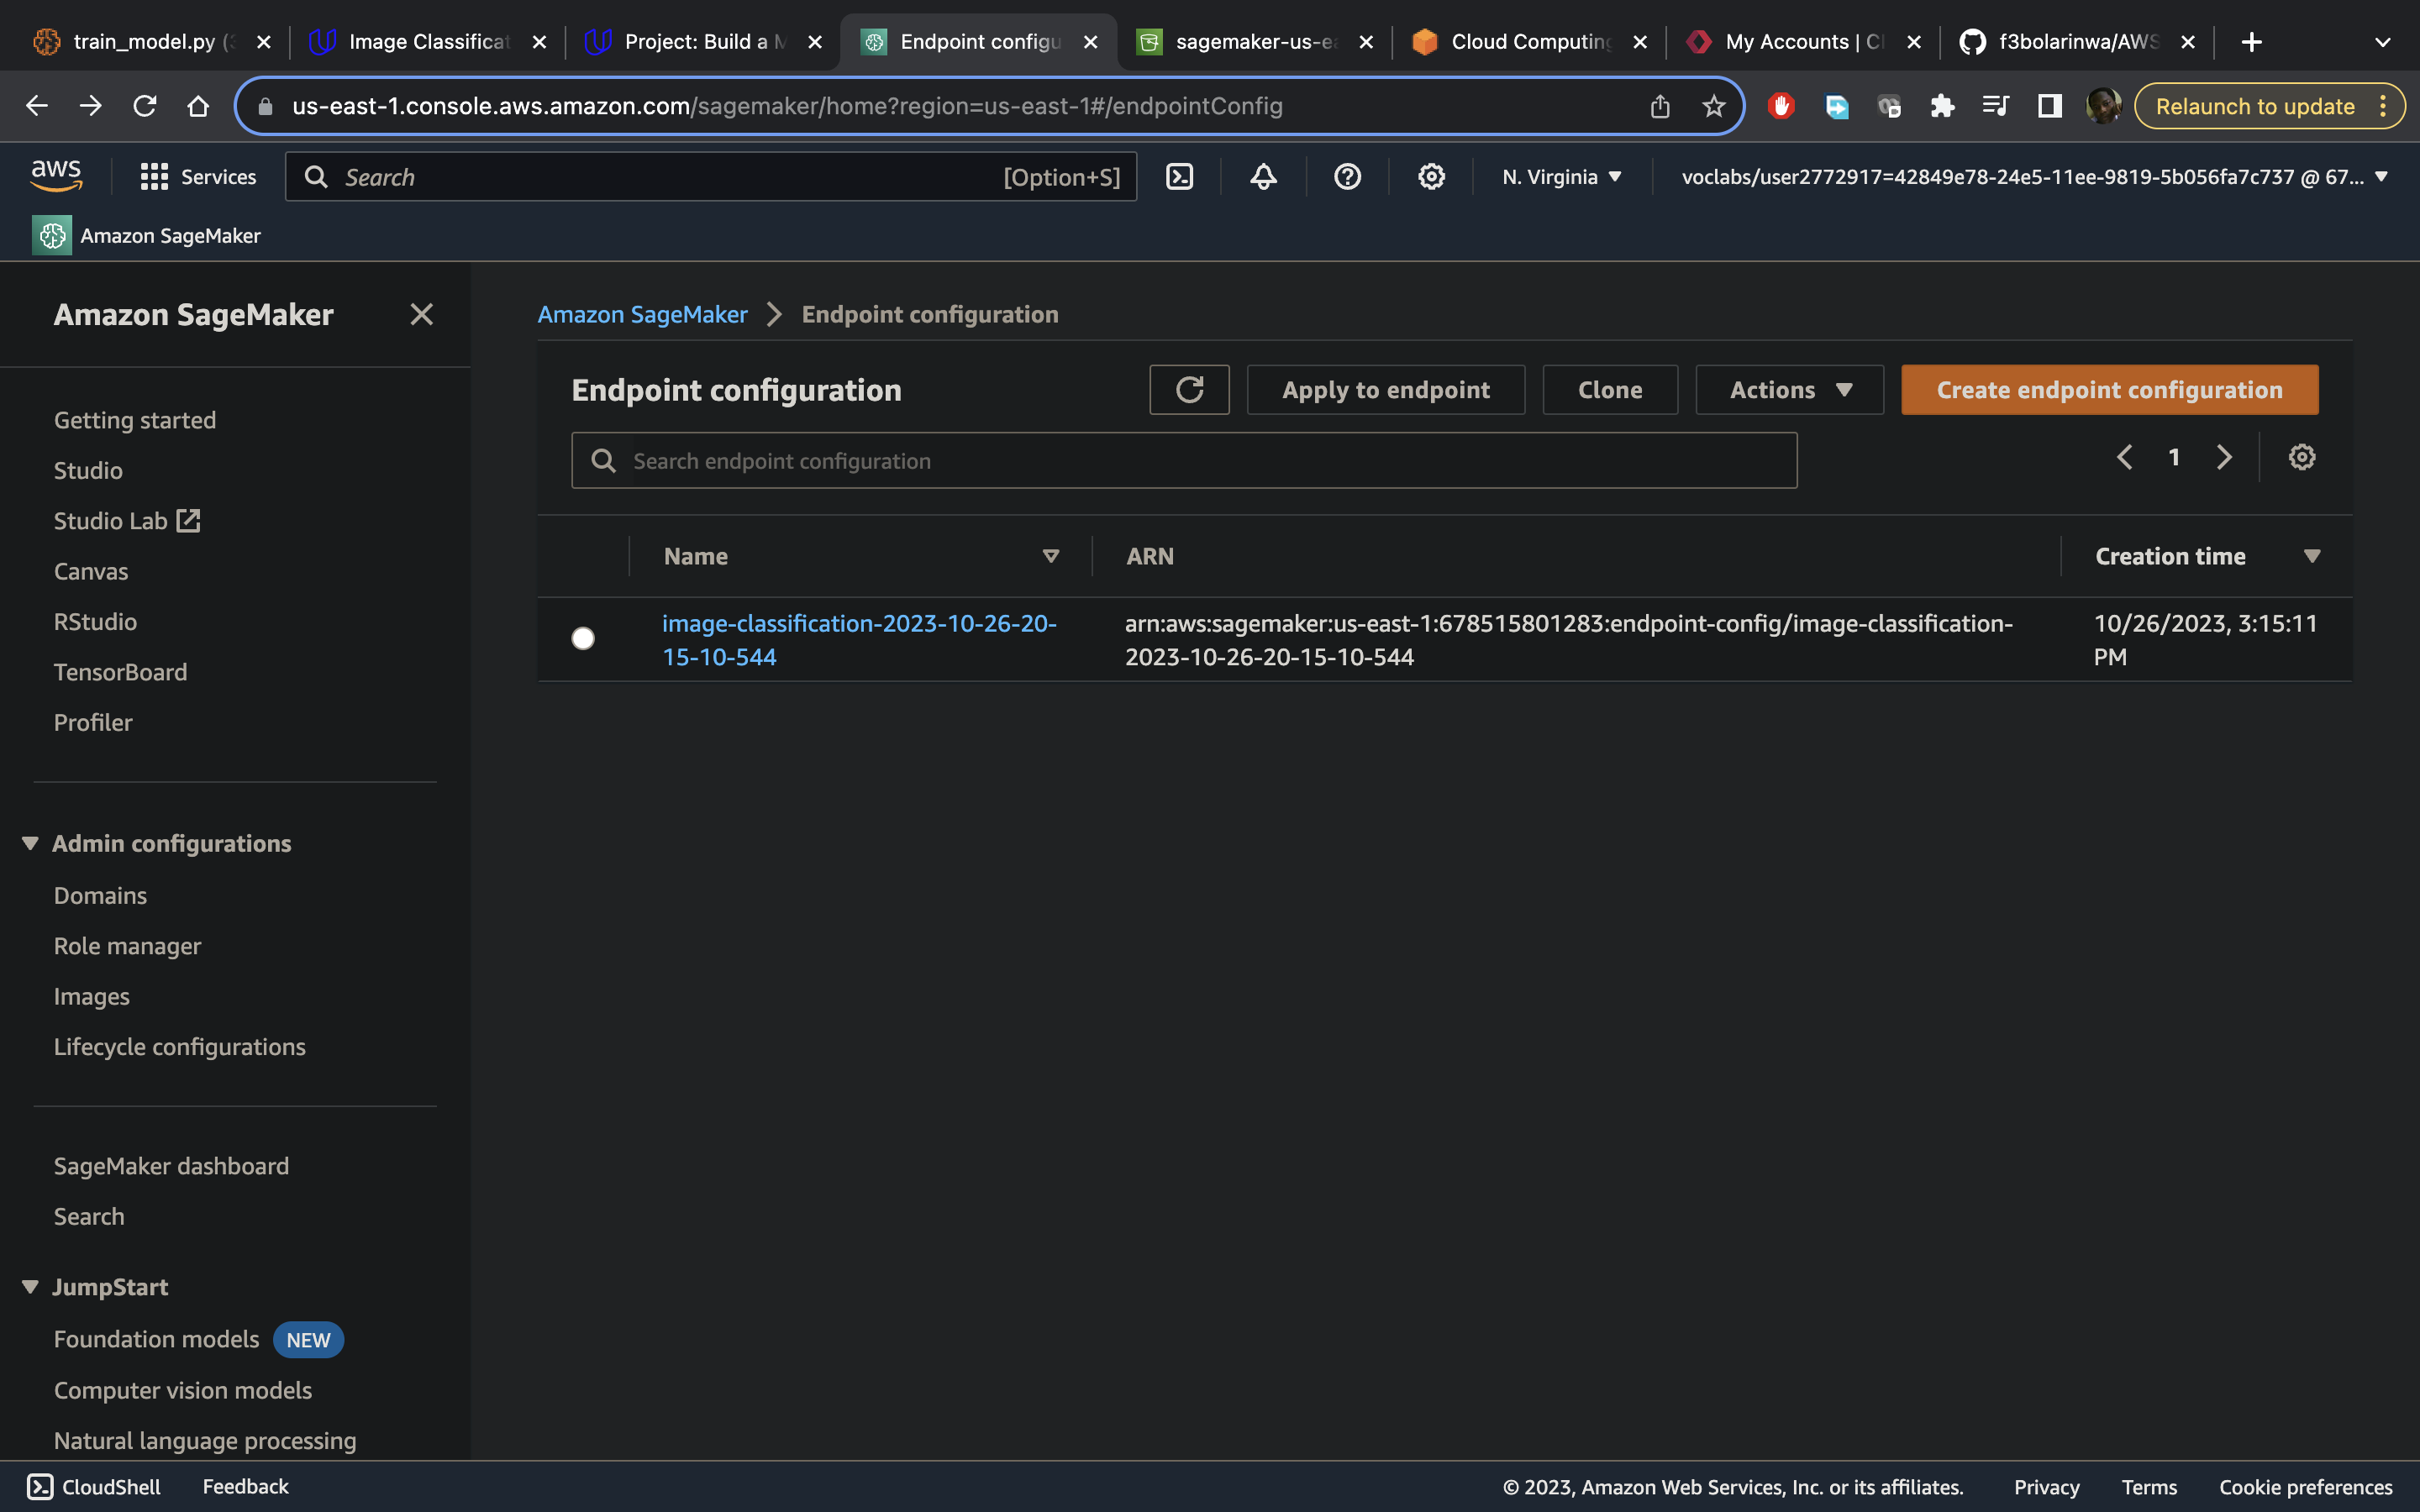 train_model.py (3
Image Classificat
Project: Build a M
Endpoint configu
sagemaker-us-ea
Cloud Computing
My Accounts | Cl
f3bolarinwa/AWS
us-east-1.console.aws.amazon.com/sagemaker/home?region=us-east-1#/endpointConfig
Relaunch to update
aws
Services
Search
[Option+S]
N. Virginia
voclabs/user2772917=42849e78-24e5-11ee-9819-5b056fa7c737 @ 67...
Amazon SageMaker
Amazon SageMaker
Getting started
Studio
Studio Lab
Canvas
RStudio
TensorBoard
Profiler
Admin configurations
Domains
Role manager
Images
Lifecycle configurations
SageMaker dashboard
Search
JumpStart
Foundation models NEW
Computer vision models
Natural language processing
Amazon SageMaker
Endpoint configuration
Endpoint configuration
Apply to endpoint
Clone
Actions
Create endpoint configuration
Search endpoint configuration
1
Name
ARN
Creation time
image-classification-2023-10-26-20-
15-10-544
arn:aws:sagemaker:us-east-1:678515801283:endpoint-config/image-classification-
2023-10-26-20-15-10-544
10/26/2023, 3:15:11
PM
CloudShell
Feedback
© 2023, Amazon Web Services, Inc. or its affiliates.
Privacy
Terms
Cookie preferences